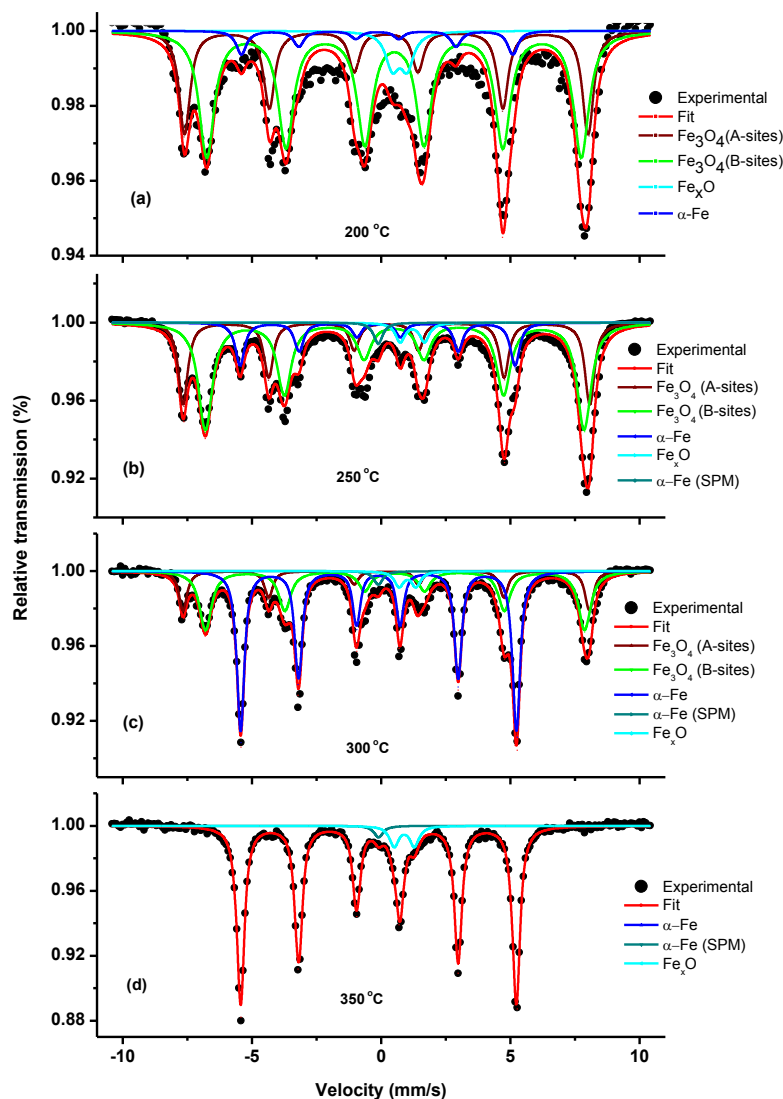 Relative transmission (%)
1.00
0.98
0.96
0.94
(a)
200 °C
Experimental
Fit
Fe3O4(A-sites)
Fe3O4(B-sites)
FexO
α-Fe
1.00
0.96
0.92
(b)
250 °C
Experimental
Fit
Fe3O4 (A-sites)
Fe3O4 (B-sites)
α–Fe
FexO
α–Fe (SPM)
1.00
0.96
0.92
(c)
300 °C
Experimental
Fit
Fe3O4 (A-sites)
Fe3O4 (B-sites)
α–Fe
α–Fe (SPM)
FexO
1.00
0.96
0.92
0.88
(d)
350 °C
Experimental
Fit
α–Fe
α–Fe (SPM)
FexO
-10 -5 0 5 10
Velocity (mm/s)